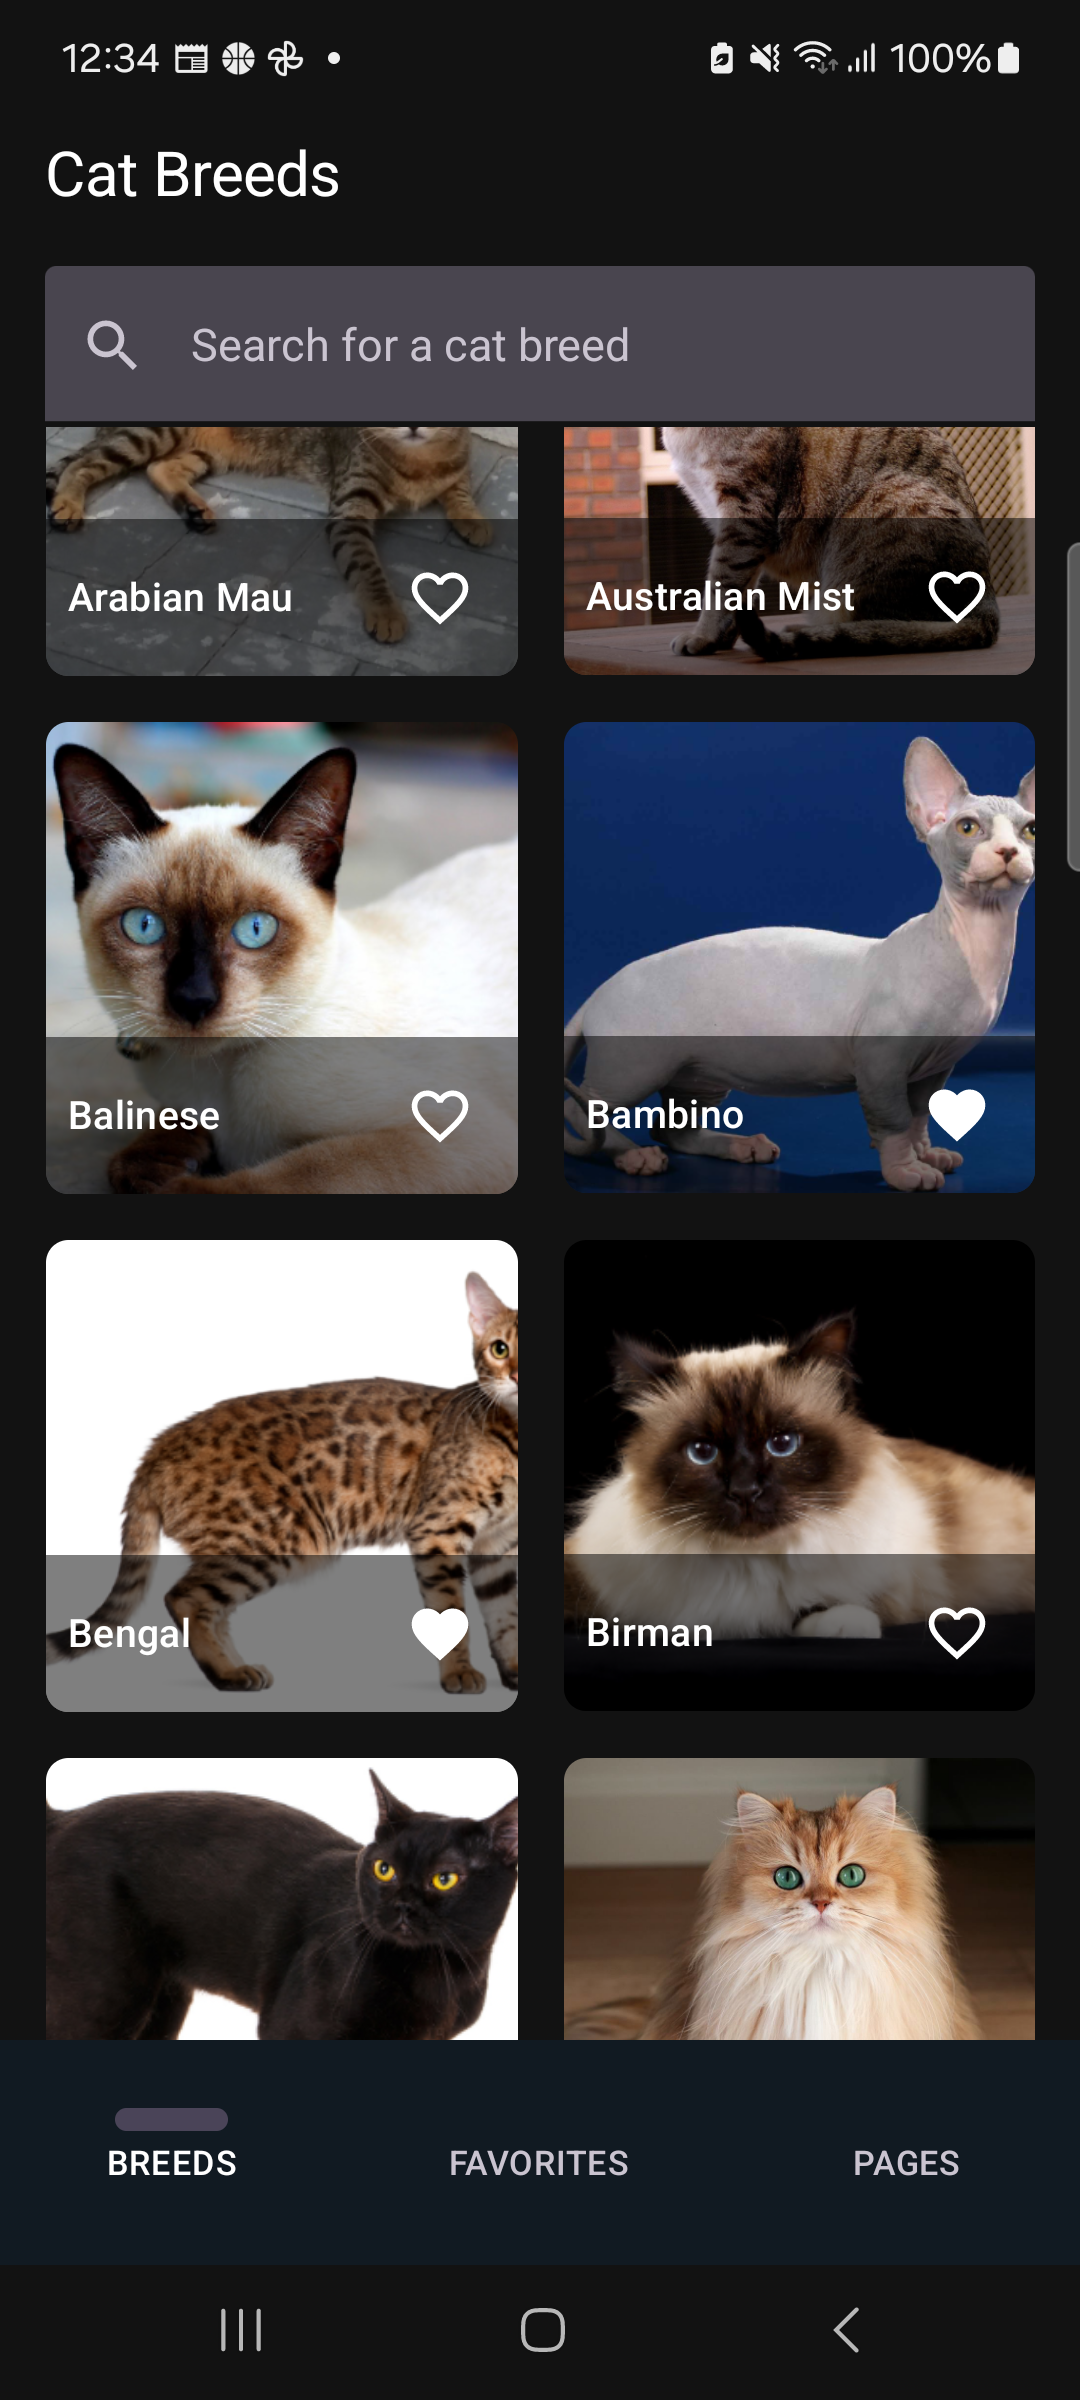 12:34
100%
Cat Breeds
Search for a cat breed
Arabian Mau
Australian Mist
Balinese
Bambino
Bengal
Birman
BREEDS
FAVORITES
PAGES